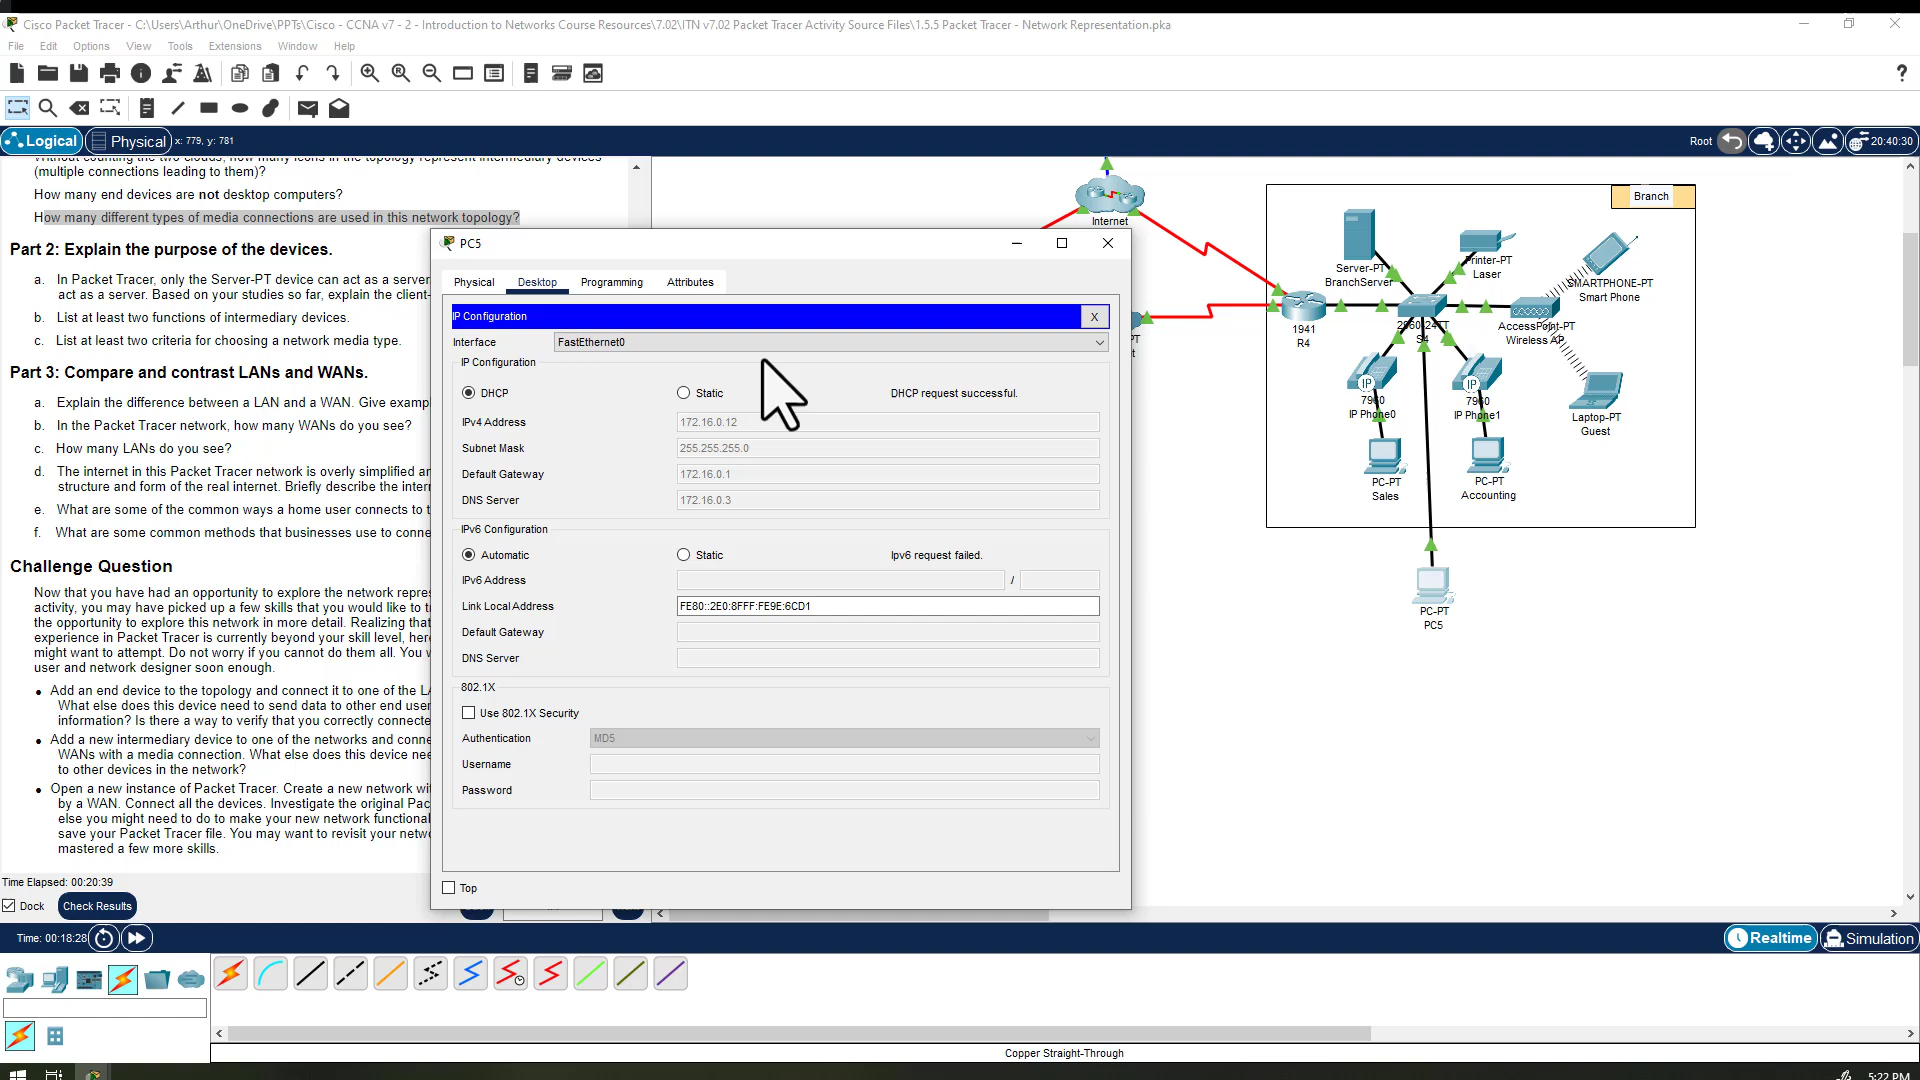 Cisco Packet Tracer - C:\Users\Arthur\OneDrive\PPTs\Cisco - CCNA v7 - 2 - Introduction to Networks Course Resources\7.02\ITN v7.02 Packet Tracer Activity Source Files\1.5.5 Packet Tracer - Network Representation.pka
File Edit Options View Tools Extensions Window Help
Logical Physical x: 779, y: 781 Root 20:40:30
Without counting the two clouds, how many icons in the topology represent intermediary devices
(multiple connections leading to them)?
How many end devices are not desktop computers?
How many different types of media connections are used in this network topology?
Part 2: Explain the purpose of the devices.
a. In Packet Tracer, only the Server-PT device can act as a server
act as a server. Based on your studies so far, explain the client-
b. List at least two functions of intermediary devices.
c. List at least two criteria for choosing a network media type.
Part 3: Compare and contrast LANs and WANs.
a. Explain the difference between a LAN and a WAN. Give
b. In the Packet Tracer network, how many WANs do you see?
c. How many LANs do you see?
d. The internet in this Packet Tracer network is overly simplified
structure and form of the real internet. Briefly describe the
e. What are some of the common ways a home user connects to
f. What are some common methods that businesses use to
Challenge Question
Now that you have had an opportunity to explore the network
activity, you may have picked up a few skills that you would like to
the opportunity to explore this network in more detail. Realizing that
experience in Packet Tracer is currently beyond your skill level,
might want to attempt. Do not worry if you cannot do them all. You
user and network designer soon enough.
• Add an end device to the topology and connect it to one of the
What else does this device need to send data to other end
information? Is there a way to verify that you correctly
• Add a new intermediary device to one of the networks and
WANs with a media connection. What else does this device
to other devices in the network?
• Open a new instance of Packet Tracer. Create a new network
by a WAN. Connect all the devices. Investigate the original
else you might need to do to make your new network functional
save your Packet Tracer file. You may want to revisit your
mastered a few more skills.
Time Elapsed: 00:20:39
Dock Check Results
PC5
Physical Desktop Programming Attributes
IP Configuration X
Interface FastEthernet0
IP Configuration
DHCP Static DHCP request successful.
IPv4 Address 172.16.0.12
Subnet Mask 255.255.255.0
Default Gateway 172.16.0.1
DNS Server 172.16.0.3
IPv6 Configuration
Automatic Static Ipv6 request failed.
IPv6 Address /
Link Local Address FE80::2E0:8FFF:FE9E:6CD1
Default Gateway
DNS Server
802.1X
Use 802.1X Security
Authentication MD5
Username
Password
Top
Internet
Branch
Server-PT
BranchServer
Printer-PT
Laser
SMARTPHONE-PT
Smart Phone
1941
R4
2960-24TT
S4
AccessPoint-PT
Wireless AP
IP
7960
IP Phone0
IP
7960
IP Phone1
Laptop-PT
Guest
PC-PT
Sales
PC-PT
Accounting
PC-PT
PC5
Time: 00:18:28 Realtime Simulation
Copper Straight-Through
5:22 PM